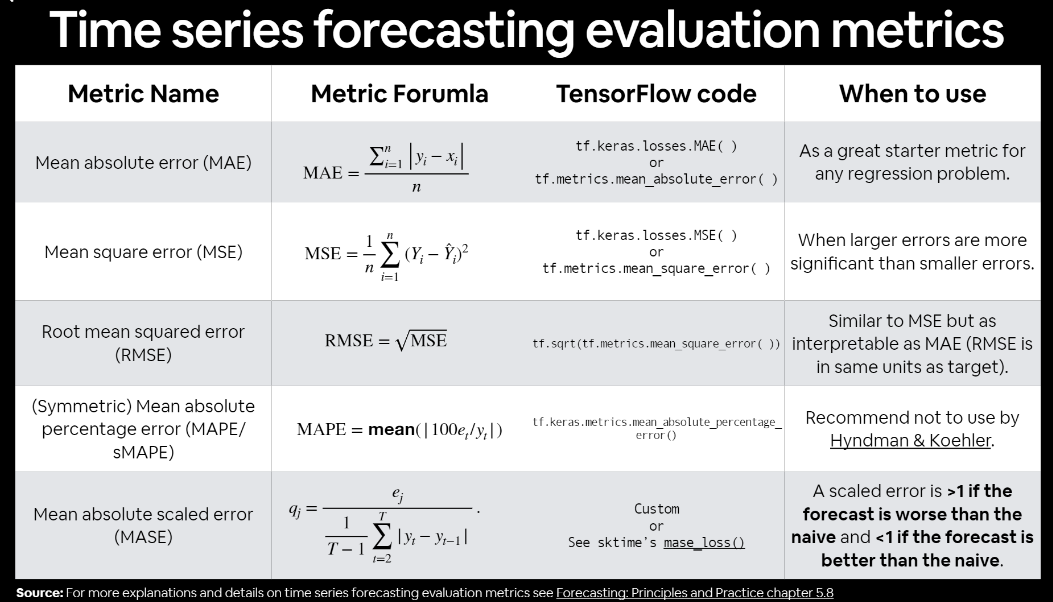 Time series forecasting evaluation metrics
Metric Name
Metric Forumla
TensorFlow code
When to use
Mean absolute error (MAE)
MAE = \frac{\sum_{i=1}^{n} |y_i - x_i|}{n}
tf.keras.losses.MAE( )
or
tf.metrics.mean_absolute_error( )
As a great starter metric for
any regression problem.
Mean square error (MSE)
MSE = \frac{1}{n} \sum_{i=1}^{n} (Y_i - \hat{Y}_i)^2
tf.keras.losses.MSE( )
or
tf.metrics.mean_square_error( )
When larger errors are more
significant than smaller errors.
Root mean squared error
(RMSE)
RMSE = \sqrt{MSE}
tf.sqrt(tf.metrics.mean_square_error( ))
Similar to MSE but as
interpretable as MAE (RMSE is
in same units as target).
(Symmetric) Mean absolute
percentage error (MAPE/
sMAPE)
MAPE = mean(|100e_t/y_t|)
tf.keras.metrics.mean_absolute_percentage_
error()
Recommend not to use by
Hyndman & Koehler.
Mean absolute scaled error
(MASE)
q_j = \frac{e_j}{\frac{1}{T-1} \sum_{t=2}^{T} |y_t - y_{t-1}|}.
Custom
or
See sktime's mase_loss()
A scaled error is >1 if the
forecast is worse than the
naive and <1 if the forecast is
better than the naive.
Source: For more explanations and details on time series forecasting evaluation metrics see Forecasting: Principles and Practice chapter 5.8